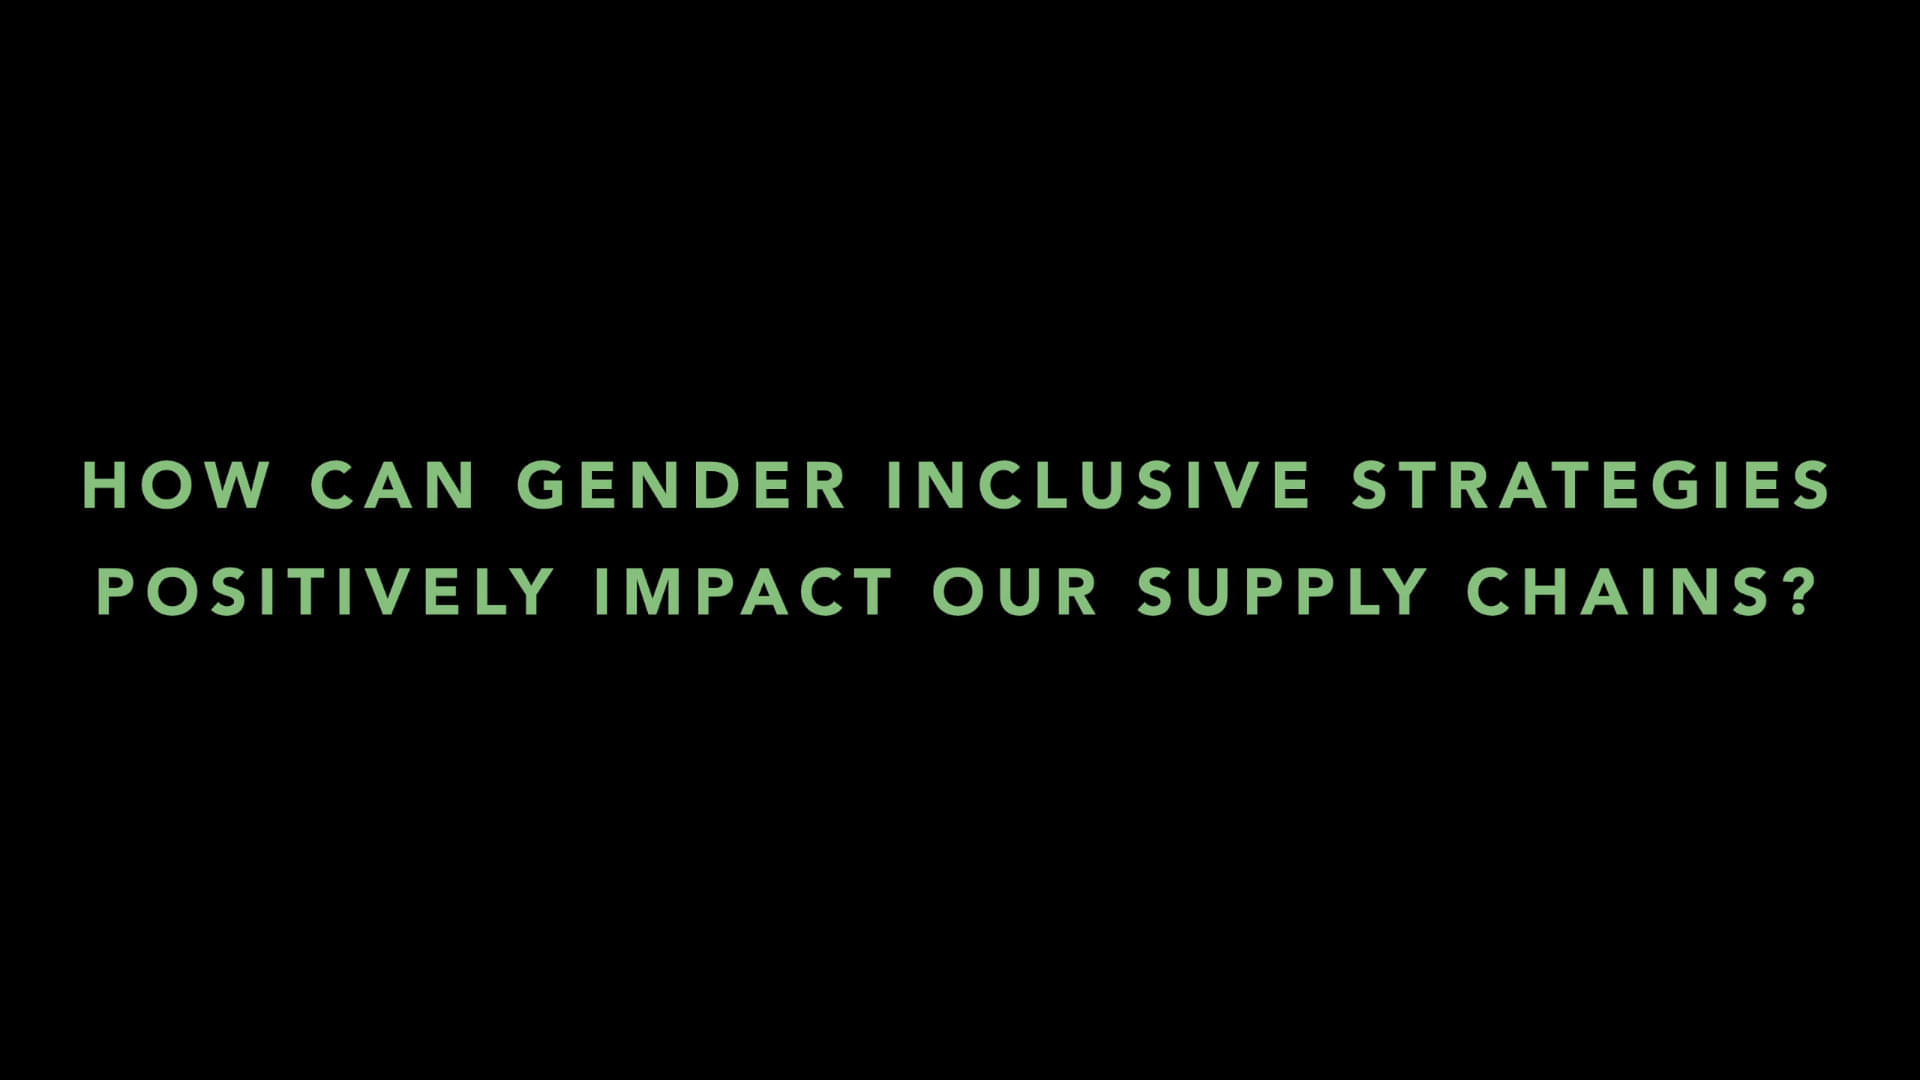 HOW CAN GENDER INCLUSIVE STRATEGIES
POSITIVELY IMPACT OUR SUPPLY CHAINS?